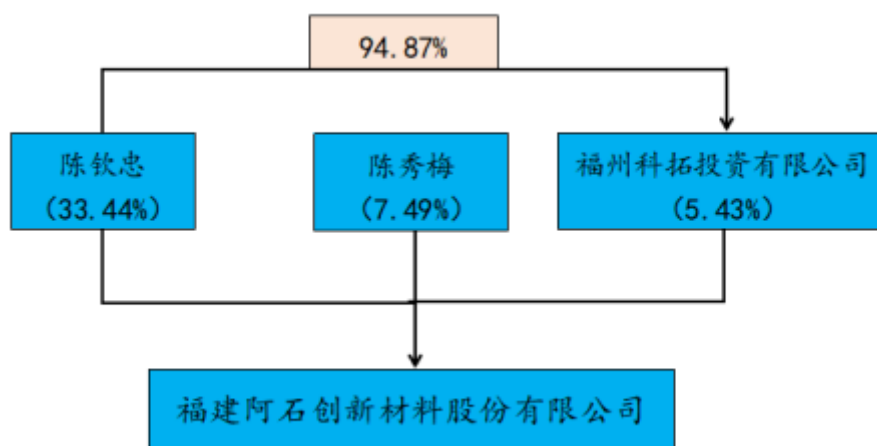 94.87%
陈钦忠
(33.44%)
陈秀梅
(7.49%)
福州科拓投资有限公司
(5.43%)
福建阿石创新材料股份有限公司